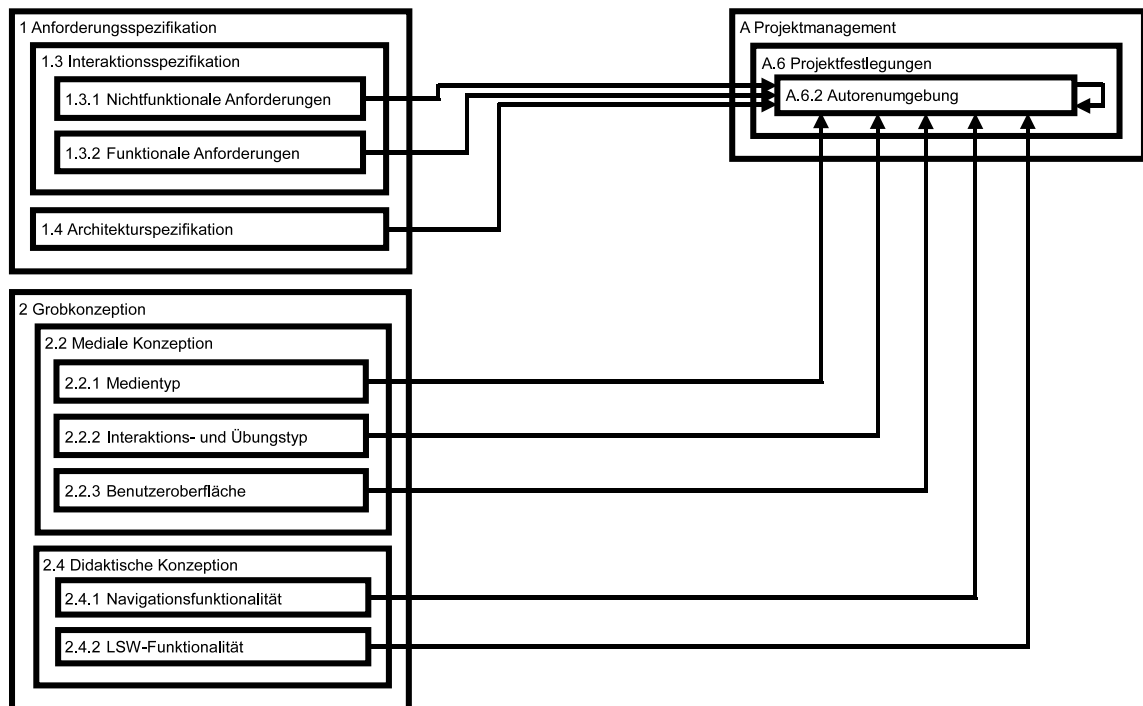 1 Anforderungsspezifikation
1.3 Interaktionsspezifikation
1.3.1 Nichtfunktionale Anforderungen
1.3.2 Funktionale Anforderungen
1.4 Architekturspezifikation
A Projektmanagement
A.6 Projektfestlegungen
A.6.2 Autorenumgebung
2 Grobkonzeption
2.2 Mediale Konzeption
2.2.1 Medientyp
2.2.2 Interaktions- und Übungstyp
2.2.3 Benutzeroberfläche
2.4 Didaktische Konzeption
2.4.1 Navigationsfunktionalität
2.4.2 LSW-Funktionalität